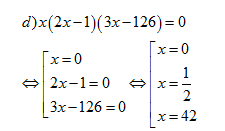 d) x(2x−1)(3x−126)=0
⇔ [ x=0
2x−1=0
3x−126=0
⇔ [ x=0
x=1/2
x=42